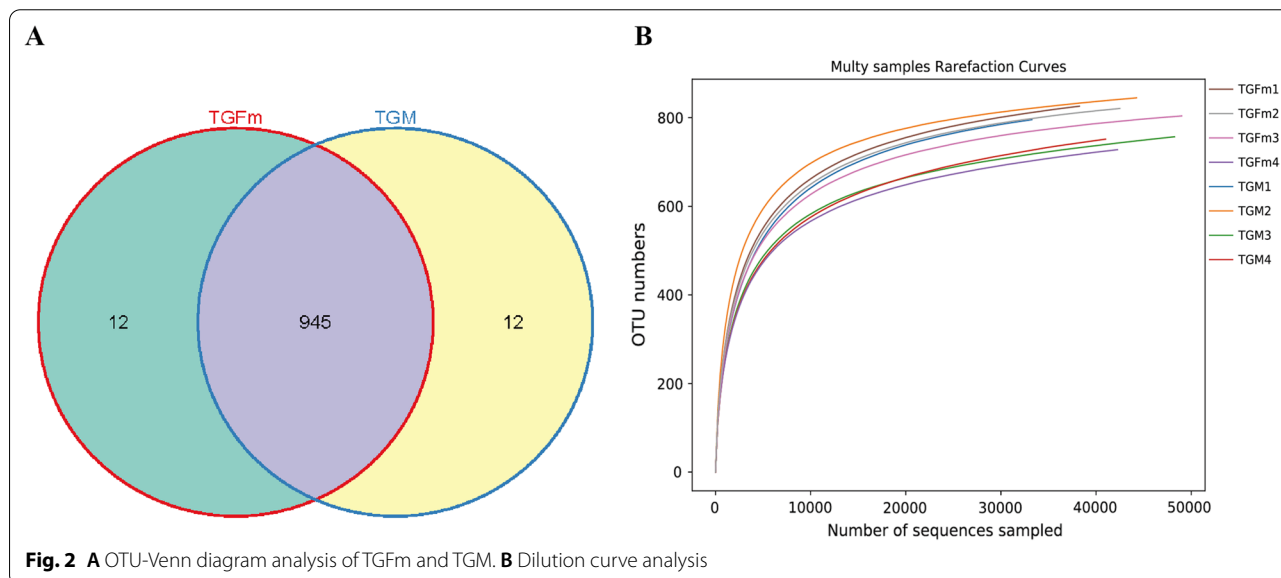 A
TGFm
TGM
12
945
12
B
Multy samples Rarefaction Curves
OTU numbers
800
600
400
200
0
0 10000 20000 30000 40000 50000
Number of sequences sampled
TGFm1
TGFm2
TGFm3
TGFm4
TGM1
TGM2
TGM3
TGM4
Fig. 2 A OTU-Venn diagram analysis of TGFm and TGM. B Dilution curve analysis